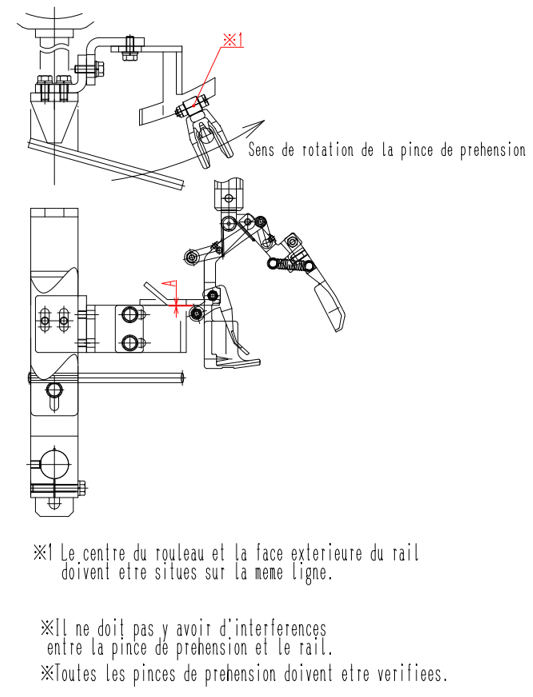 ※1
Sens de rotation de la pince de prehension
A
※1 Le centre du rouleau et la face exterieure du rail
doivent etre situes sur la meme ligne.
※Il ne doit pas y avoir d'interferences
entre la pince de prehension et le rail.
※Toutes les pinces de prehension doivent etre verifiees.